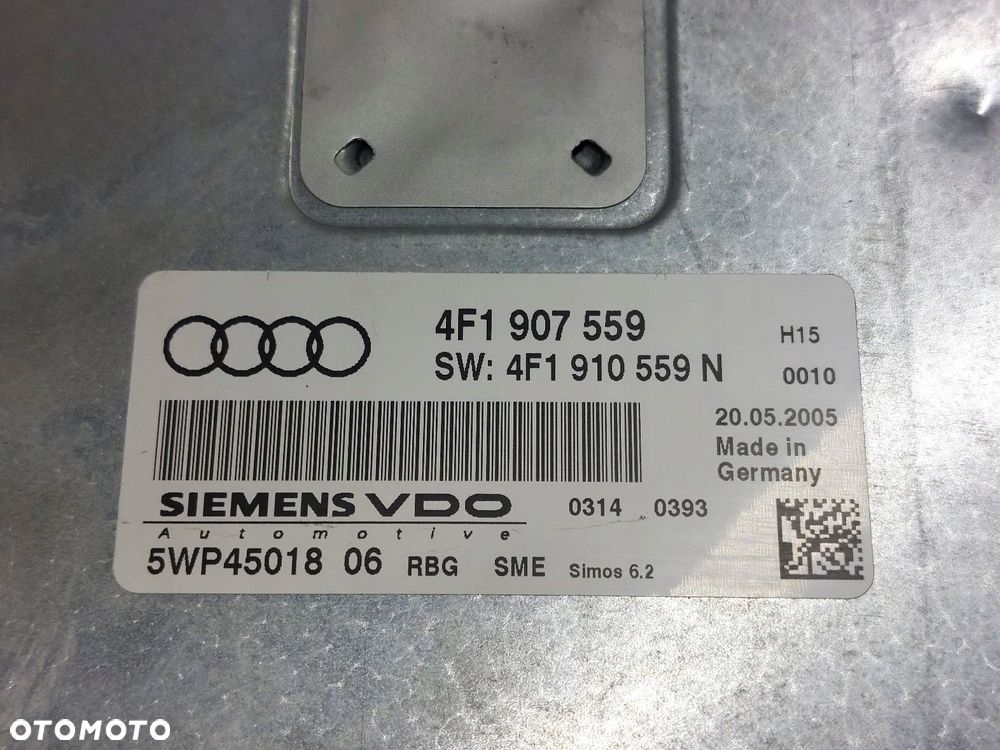 4F1 907 559 H15
SW: 4F1 910 559 N 0010
20.05.2005
Made in
Germany
SIEMENS VDO 0314 0393
Automotive
5WP45018 06 RBG SME Simos 6.2
OTOMOTO